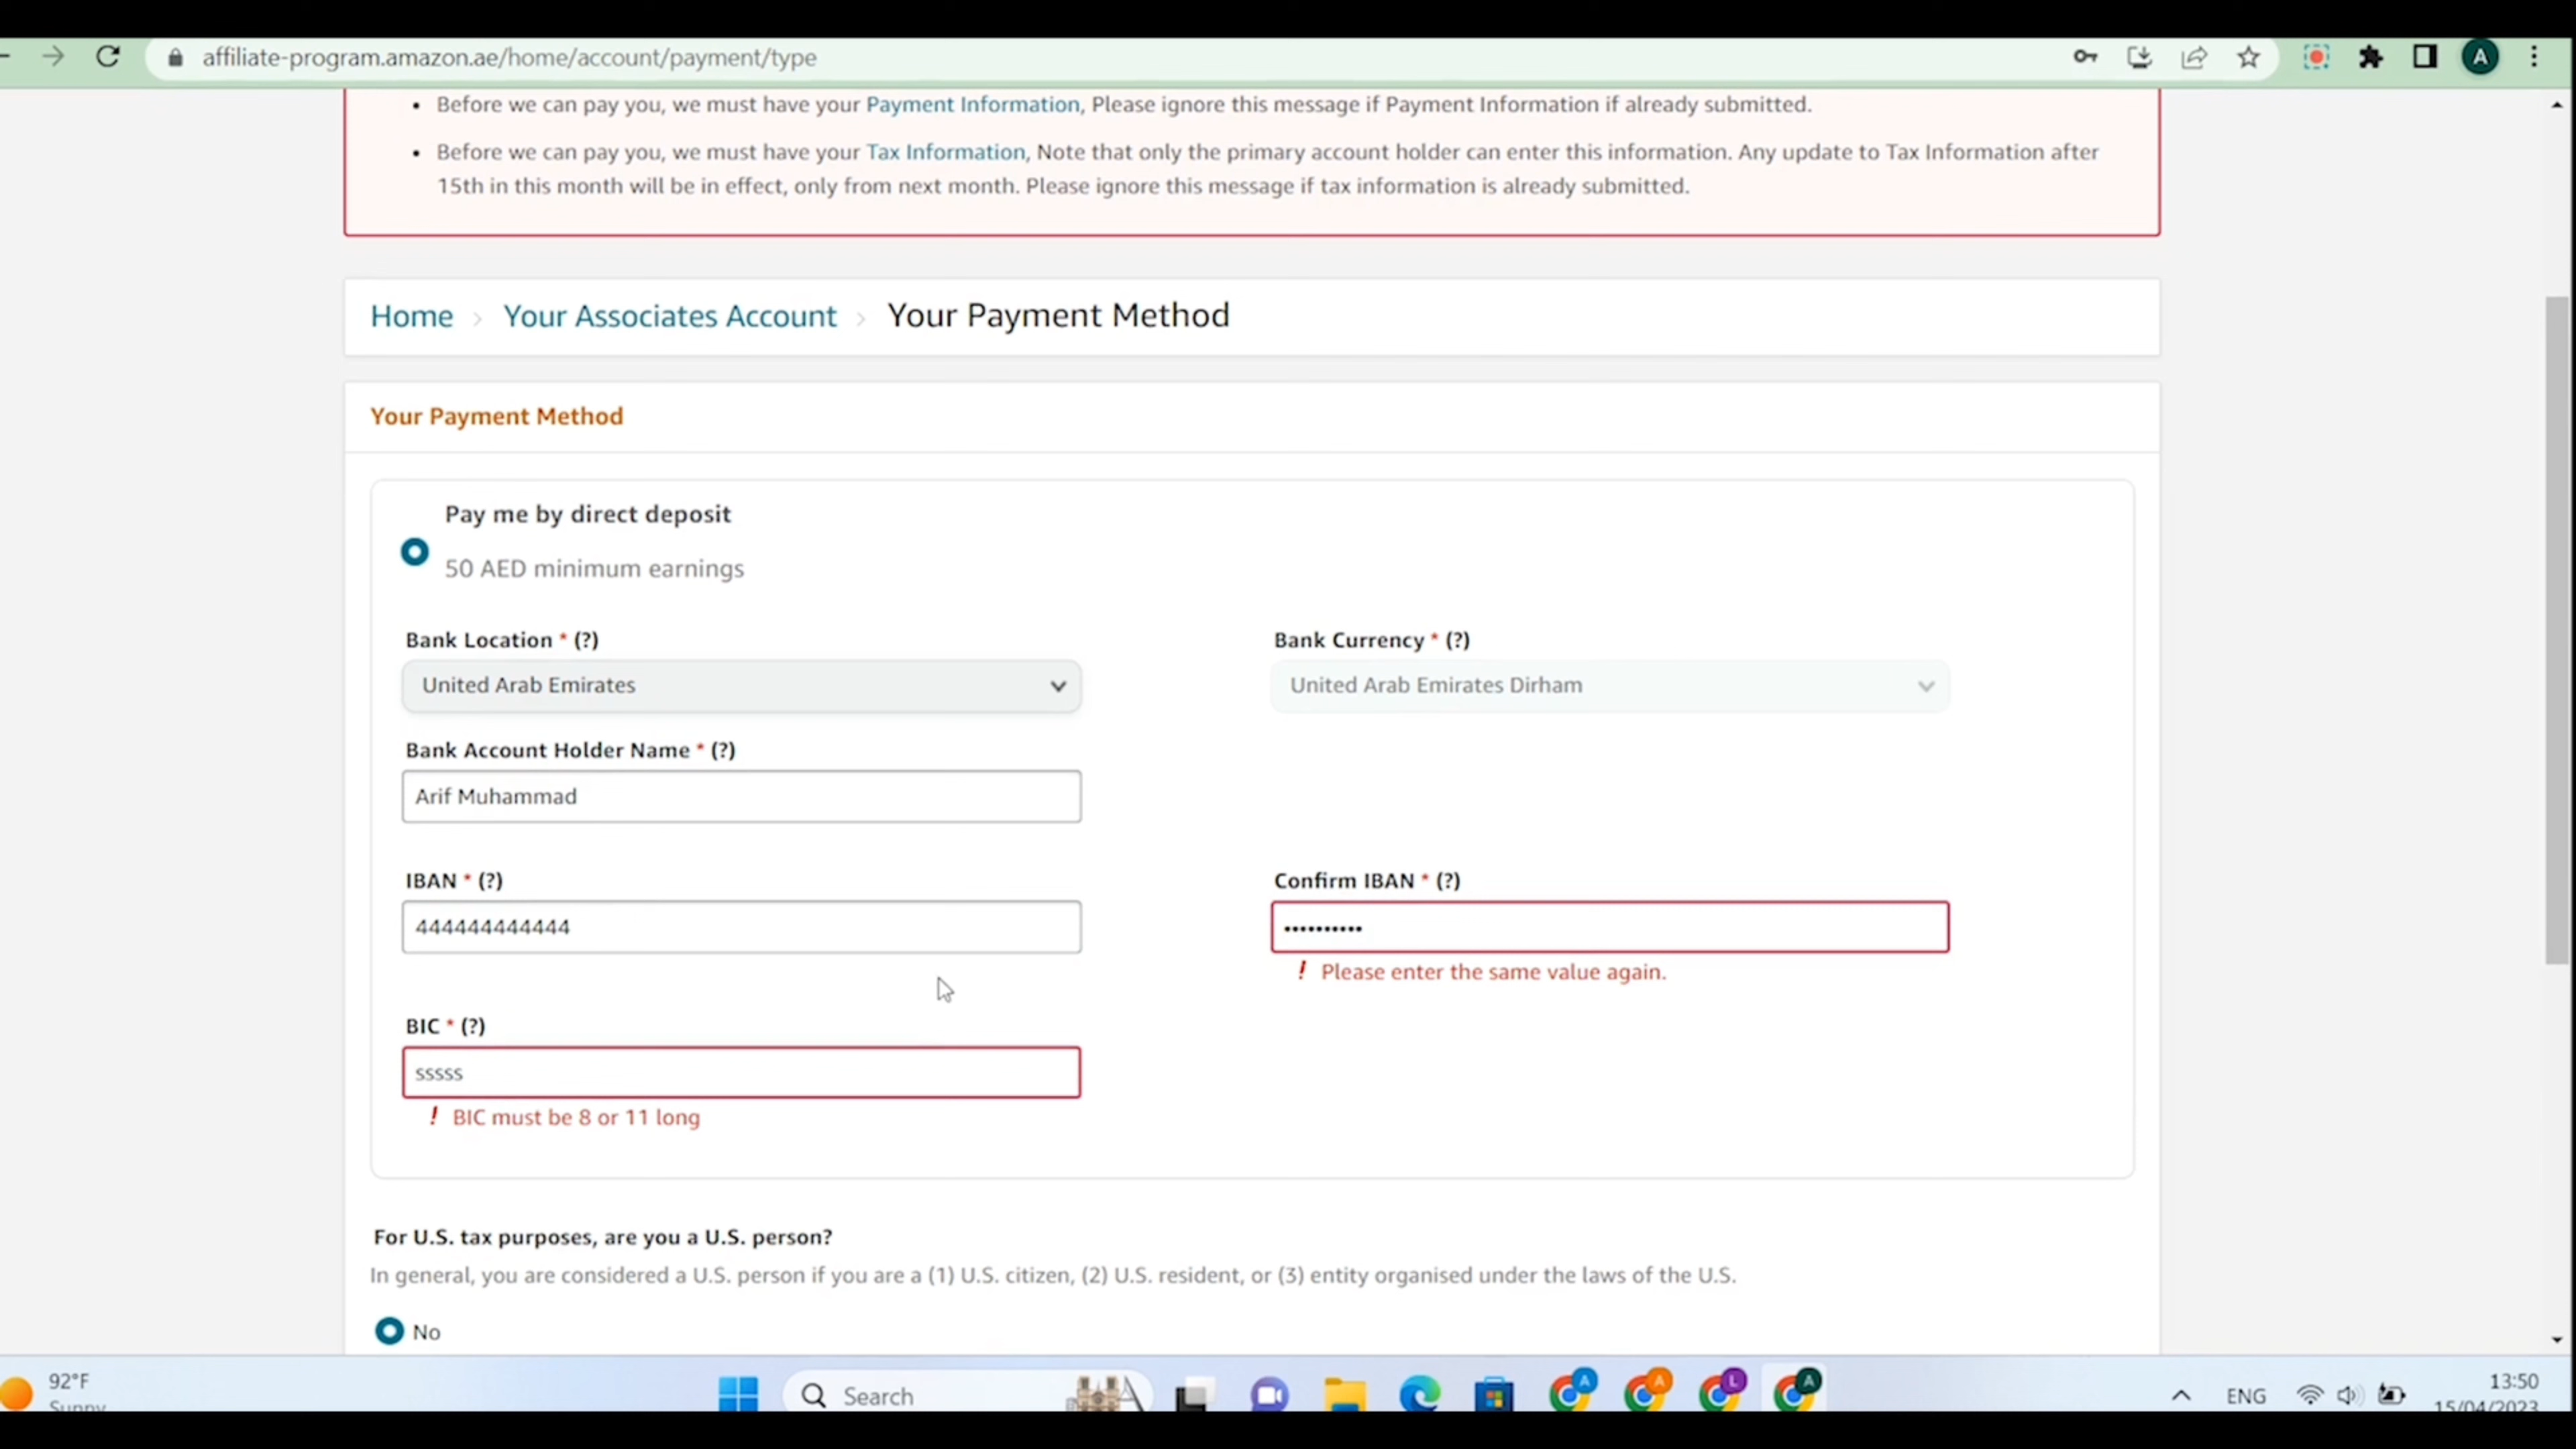 affiliate-program.amazon.ae/home/account/payment/type
A
• Before we can pay you, we must have your Payment Information, Please ignore this message if Payment Information if already submitted.
• Before we can pay you, we must have your Tax Information, Note that only the primary account holder can enter this information. Any update to Tax Information after
15th in this month will be in effect, only from next month. Please ignore this message if tax information is already submitted.
Home › Your Associates Account › Your Payment Method
Your Payment Method
Pay me by direct deposit
50 AED minimum earnings
Bank Location * (?)
Bank Currency * (?)
United Arab Emirates
United Arab Emirates Dirham
Bank Account Holder Name * (?)
Arif Muhammad
IBAN * (?)
Confirm IBAN * (?)
444444444444
••••••••••
! Please enter the same value again.
BIC * (?)
sssss
! BIC must be 8 or 11 long
For U.S. tax purposes, are you a U.S. person?
In general, you are considered a U.S. person if you are a (1) U.S. citizen, (2) U.S. resident, or (3) entity organised under the laws of the U.S.
No
92°F
Sunny
Search
A
A
L
A
ENG
13:50
15/04/2023